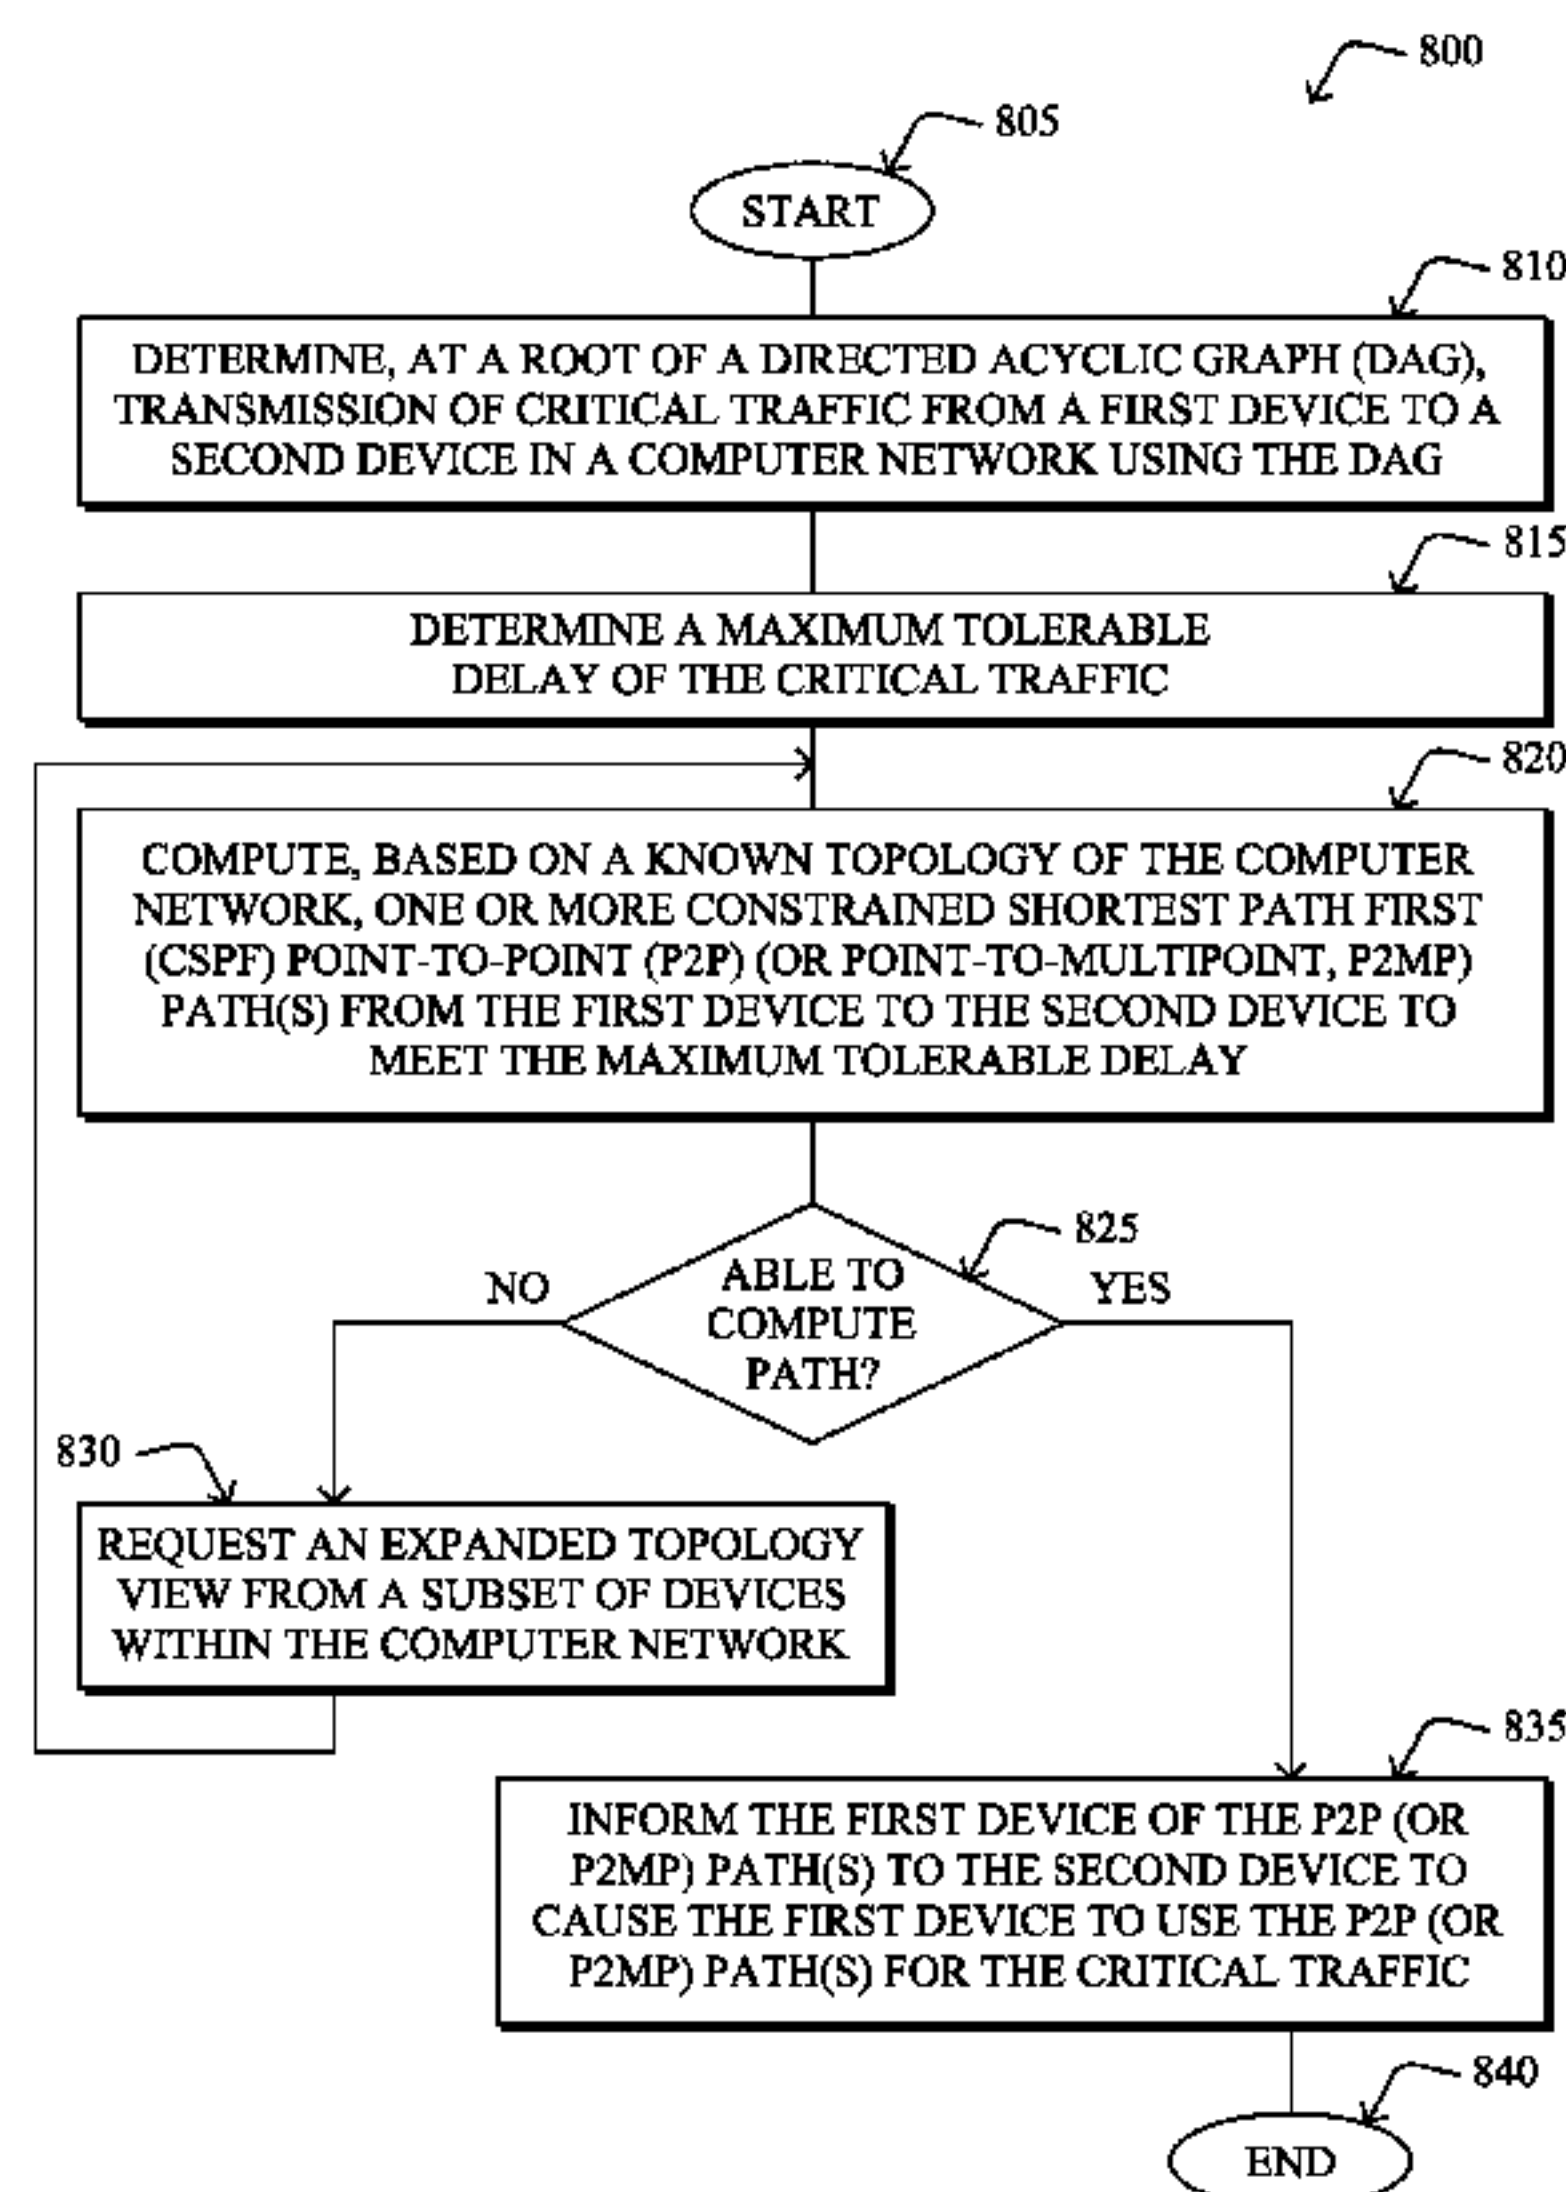 800
805
START
810
DETERMINE, AT A ROOT OF A DIRECTED ACYCLIC GRAPH (DAG),
TRANSMISSION OF CRITICAL TRAFFIC FROM A FIRST DEVICE TO A
SECOND DEVICE IN A COMPUTER NETWORK USING THE DAG
815
DETERMINE A MAXIMUM TOLERABLE
DELAY OF THE CRITICAL TRAFFIC
820
COMPUTE, BASED ON A KNOWN TOPOLOGY OF THE COMPUTER
NETWORK, ONE OR MORE CONSTRAINED SHORTEST PATH FIRST
(CSPF) POINT-TO-POINT (P2P) (OR POINT-TO-MULTIPOINT, P2MP)
PATH(S) FROM THE FIRST DEVICE TO THE SECOND DEVICE TO
MEET THE MAXIMUM TOLERABLE DELAY
825
ABLE TO
COMPUTE
PATH?
NO
YES
830
REQUEST AN EXPANDED TOPOLOGY
VIEW FROM A SUBSET OF DEVICES
WITHIN THE COMPUTER NETWORK
835
INFORM THE FIRST DEVICE OF THE P2P (OR
P2MP) PATH(S) TO THE SECOND DEVICE TO
CAUSE THE FIRST DEVICE TO USE THE P2P (OR
P2MP) PATH(S) FOR THE CRITICAL TRAFFIC
840
END